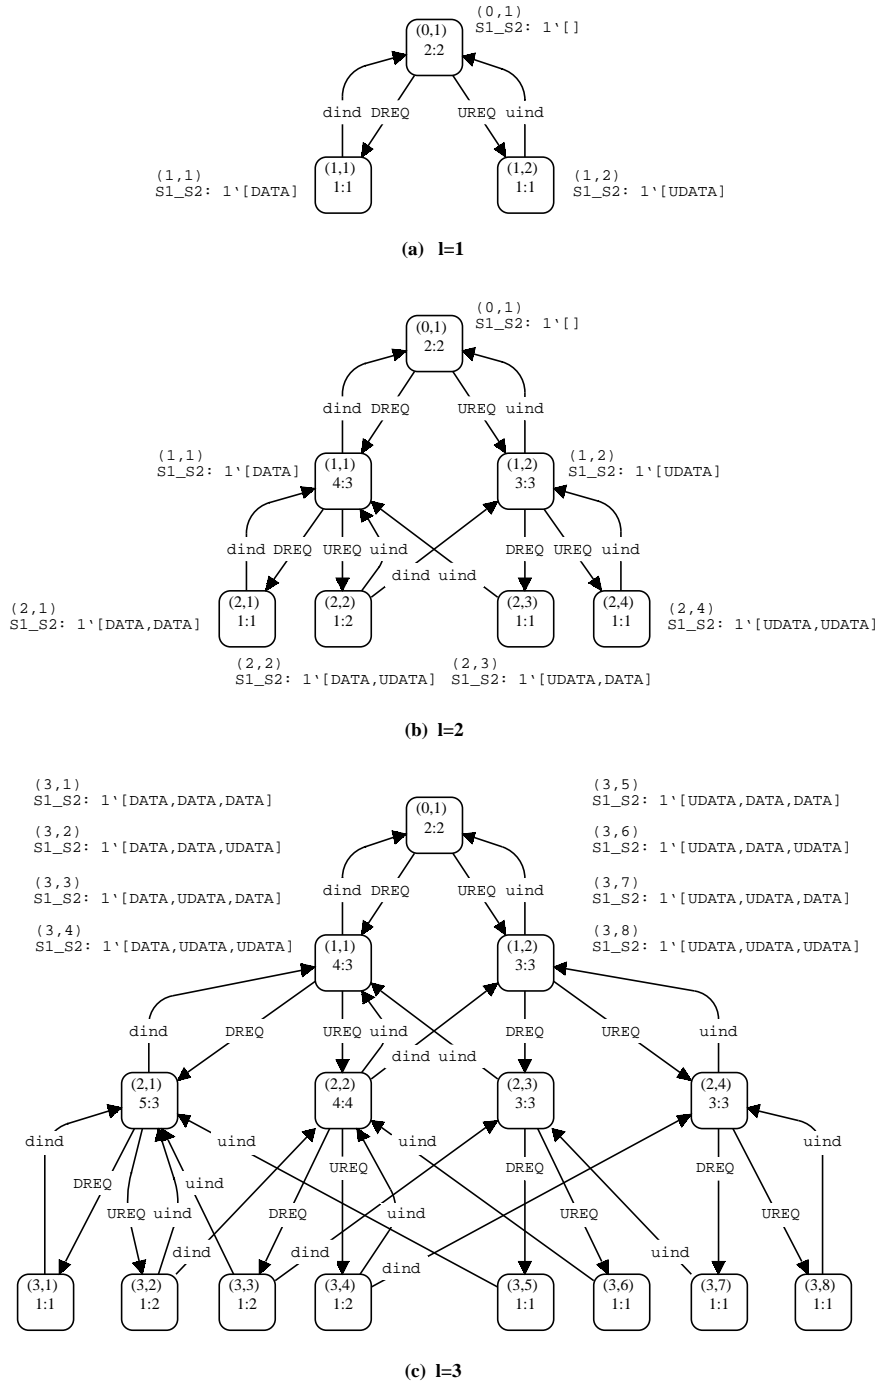 (0,1)
S1_S2: 1`[]
(0,1)
2:2
dind DREQ UREQ uind
(1,1)
S1_S2: 1`[DATA]
(1,1)
1:1
(1,2)
1:1
(1,2)
S1_S2: 1`[UDATA]
(a) l=1
(0,1)
S1_S2: 1`[]
(0,1)
2:2
dind DREQ UREQ uind
(1,1)
S1_S2: 1`[DATA]
(1,1)
4:3
(1,2)
3:3
(1,2)
S1_S2: 1`[UDATA]
dind DREQ UREQ uind DREQ UREQ uind
dind uind
(2,1)
S1_S2: 1`[DATA,DATA]
(2,1)
1:1
(2,2)
1:2
(2,3)
1:1
(2,4)
1:1
(2,4)
S1_S2: 1`[UDATA,UDATA]
(2,2)
S1_S2: 1`[DATA,UDATA]
(2,3)
S1_S2: 1`[UDATA,DATA]
(b) l=2
(3,1)
S1_S2: 1`[DATA,DATA,DATA]
(3,2)
S1_S2: 1`[DATA,DATA,UDATA]
(3,3)
S1_S2: 1`[DATA,UDATA,DATA]
(3,4)
S1_S2: 1`[DATA,UDATA,UDATA]
(3,5)
S1_S2: 1`[UDATA,DATA,DATA]
(3,6)
S1_S2: 1`[UDATA,DATA,UDATA]
(3,7)
S1_S2: 1`[UDATA,UDATA,DATA]
(3,8)
S1_S2: 1`[UDATA,UDATA,UDATA]
(0,1)
2:2
dind DREQ UREQ uind
(1,1)
4:3
(1,2)
3:3
dind DREQ UREQ uind DREQ UREQ uind
dind uind
(2,1)
5:3
(2,2)
4:4
(2,3)
3:3
(2,4)
3:3
dind uind uind uind
UREQ DREQ DREQ
DREQ uind
UREQ uind DREQ uind UREQ UREQ
dind dind dind uind
(3,1)
1:1
(3,2)
1:2
(3,3)
1:2
(3,4)
1:2
(3,5)
1:1
(3,6)
1:1
(3,7)
1:1
(3,8)
1:1
(c) l=3